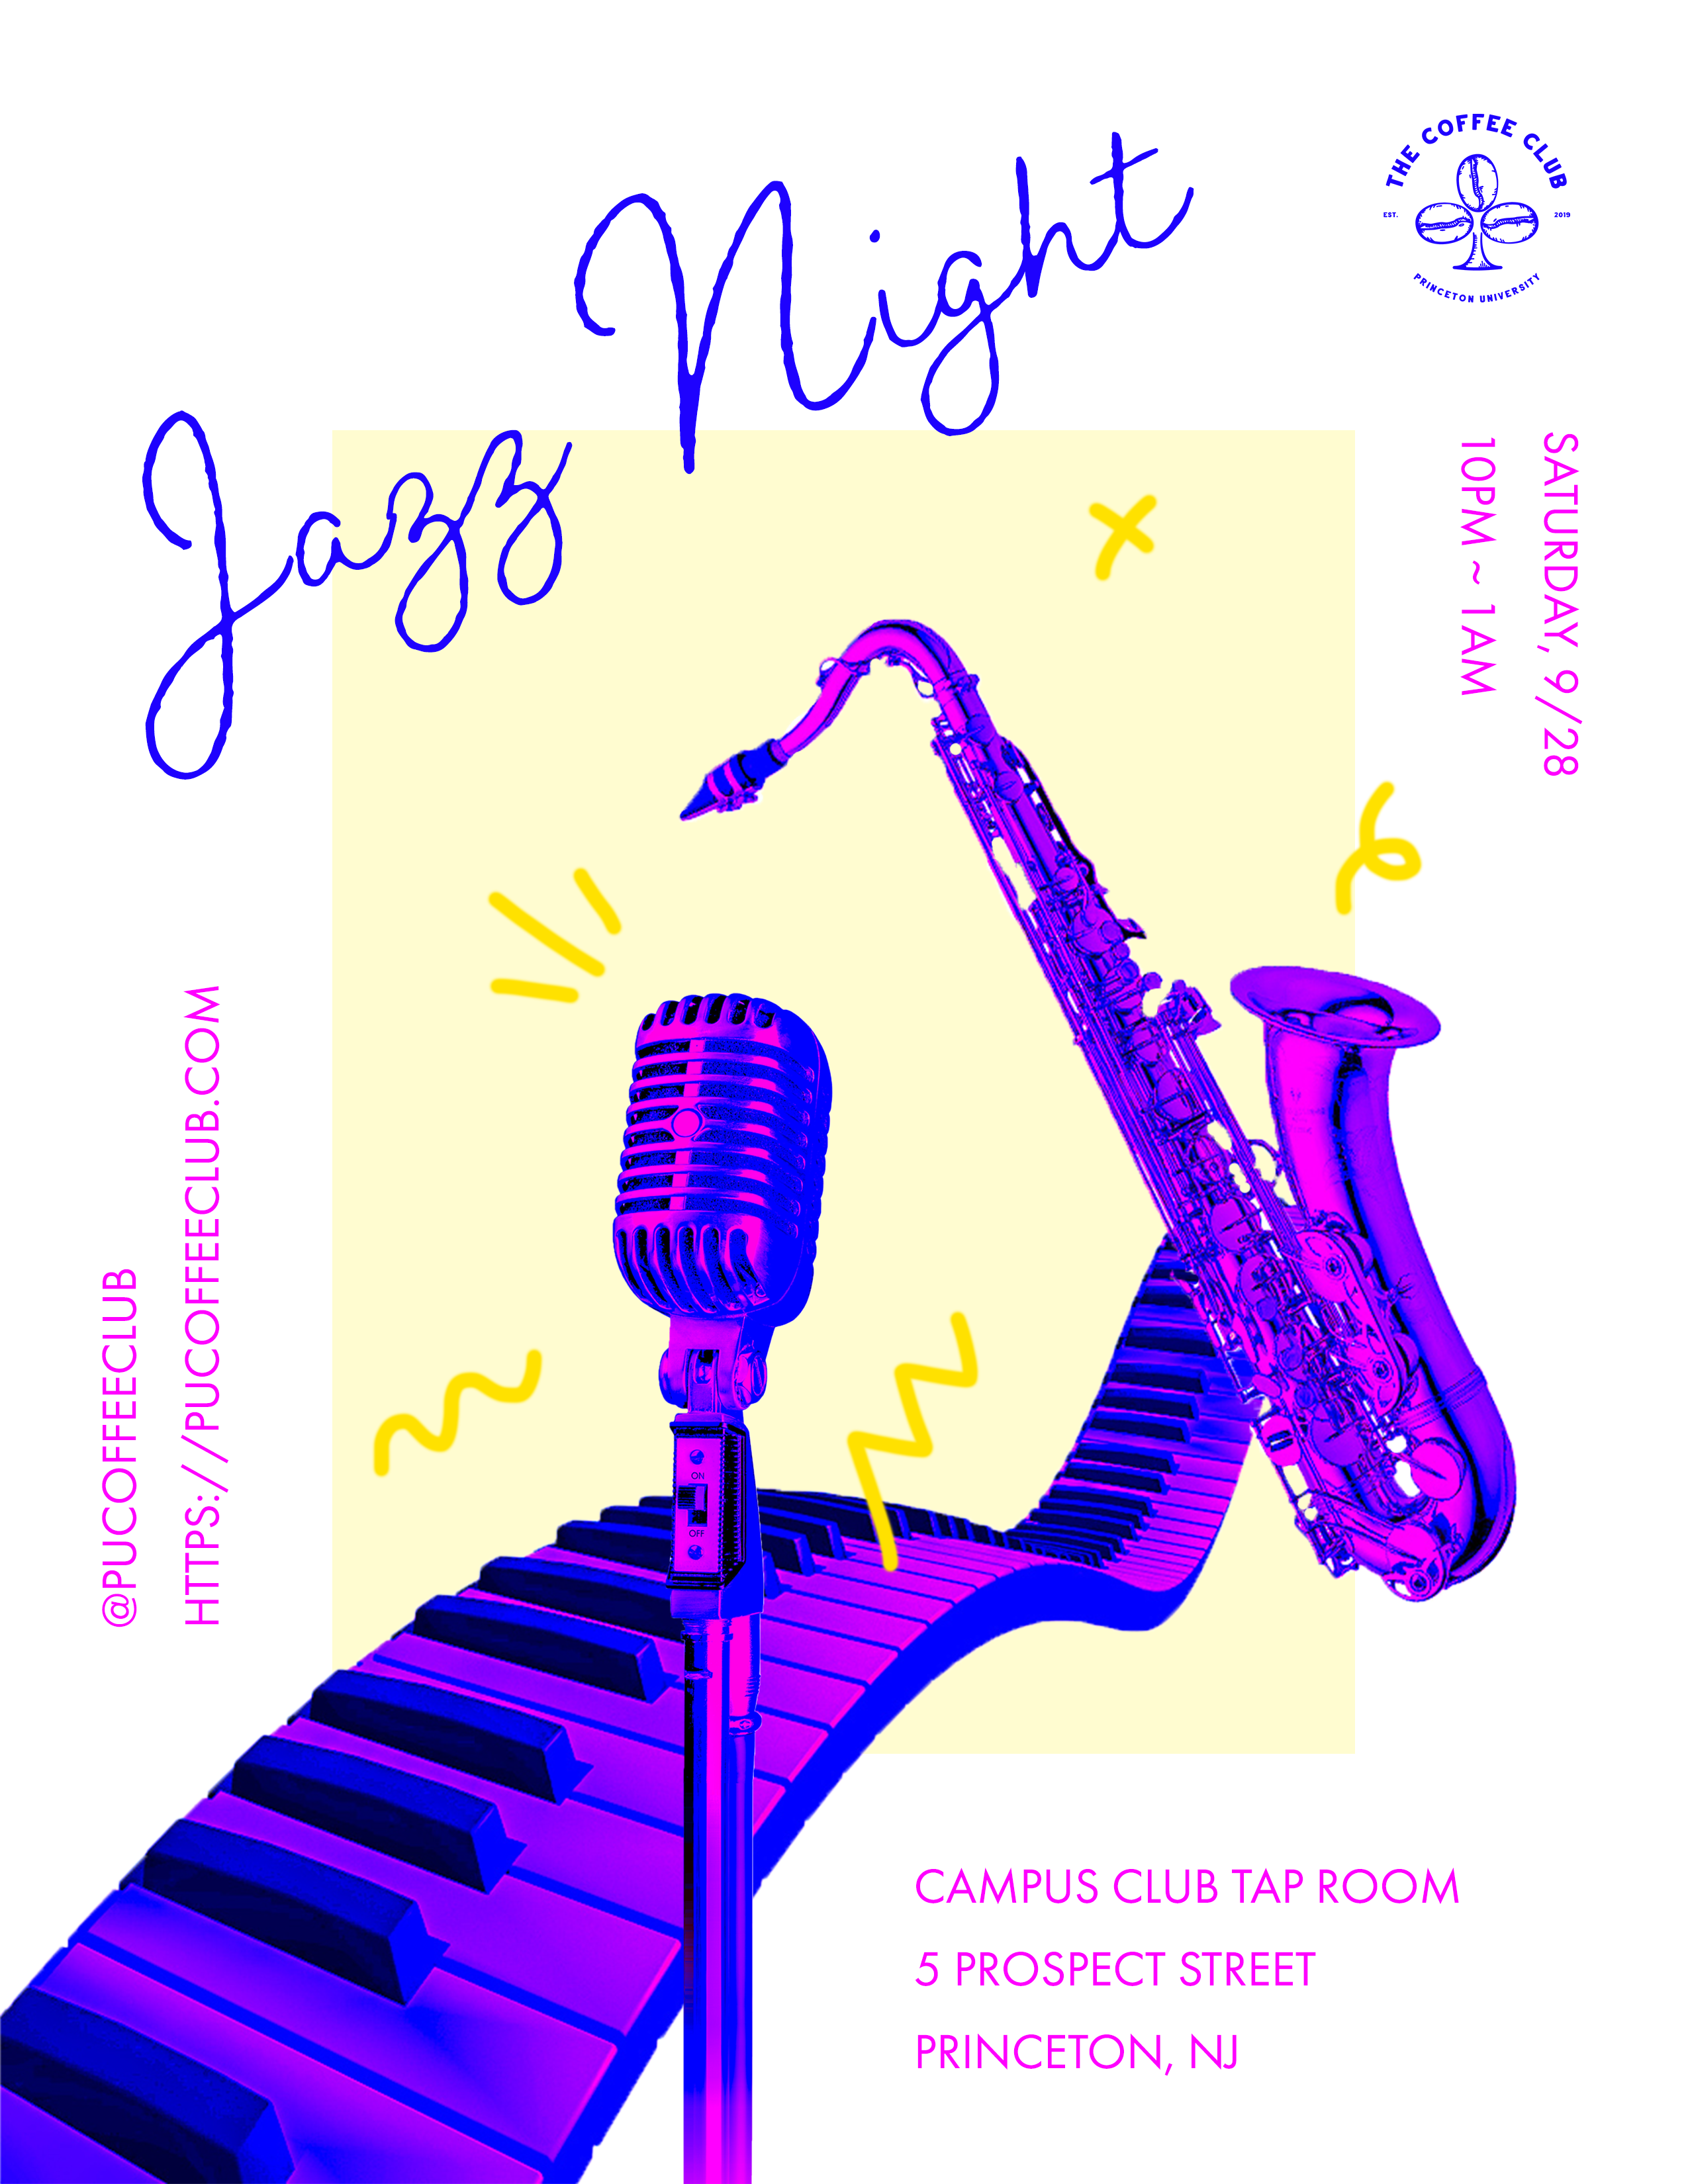 Jazz Night
THE COFFEE CLUB
EST. 2019
PRINCETON UNIVERSITY
SATURDAY, 9/28
10PM ~ 1AM
@PUCOFFEECLUB
HTTPS://PUCOFFEECLUB.COM
ON
OFF
CAMPUS CLUB TAP ROOM
5 PROSPECT STREET
PRINCETON, NJ